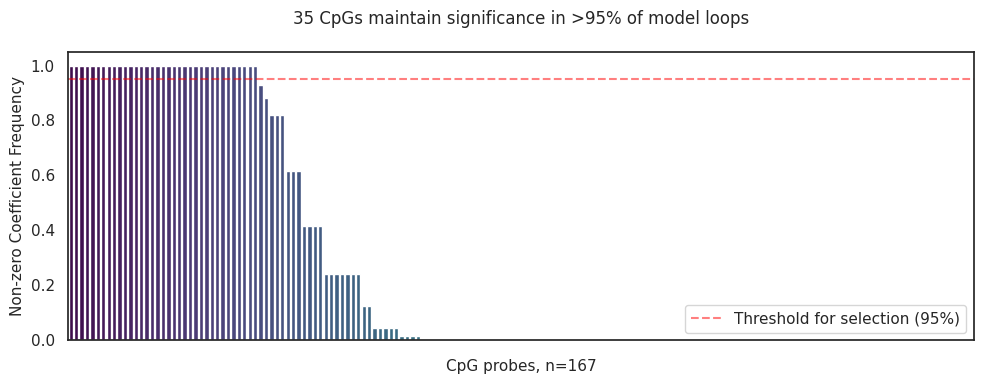 35 CpGs maintain significance in >95% of model loops
Non-zero Coefficient Frequency
1.0
0.8
0.6
0.4
0.2
0.0
Threshold for selection (95%)
CpG probes, n=167